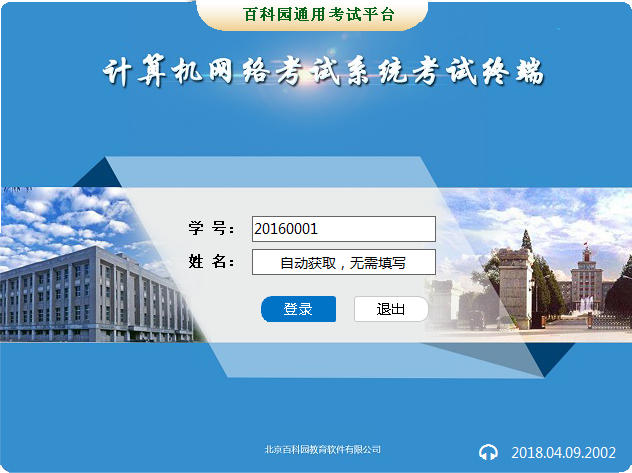 百科园通用考试平台
计算机网络考试系统考试终端
学 号： 20160001
姓 名： 自动获取，无需填写
登录 退出
北京百科园教育软件有限公司
2018.04.09.2002